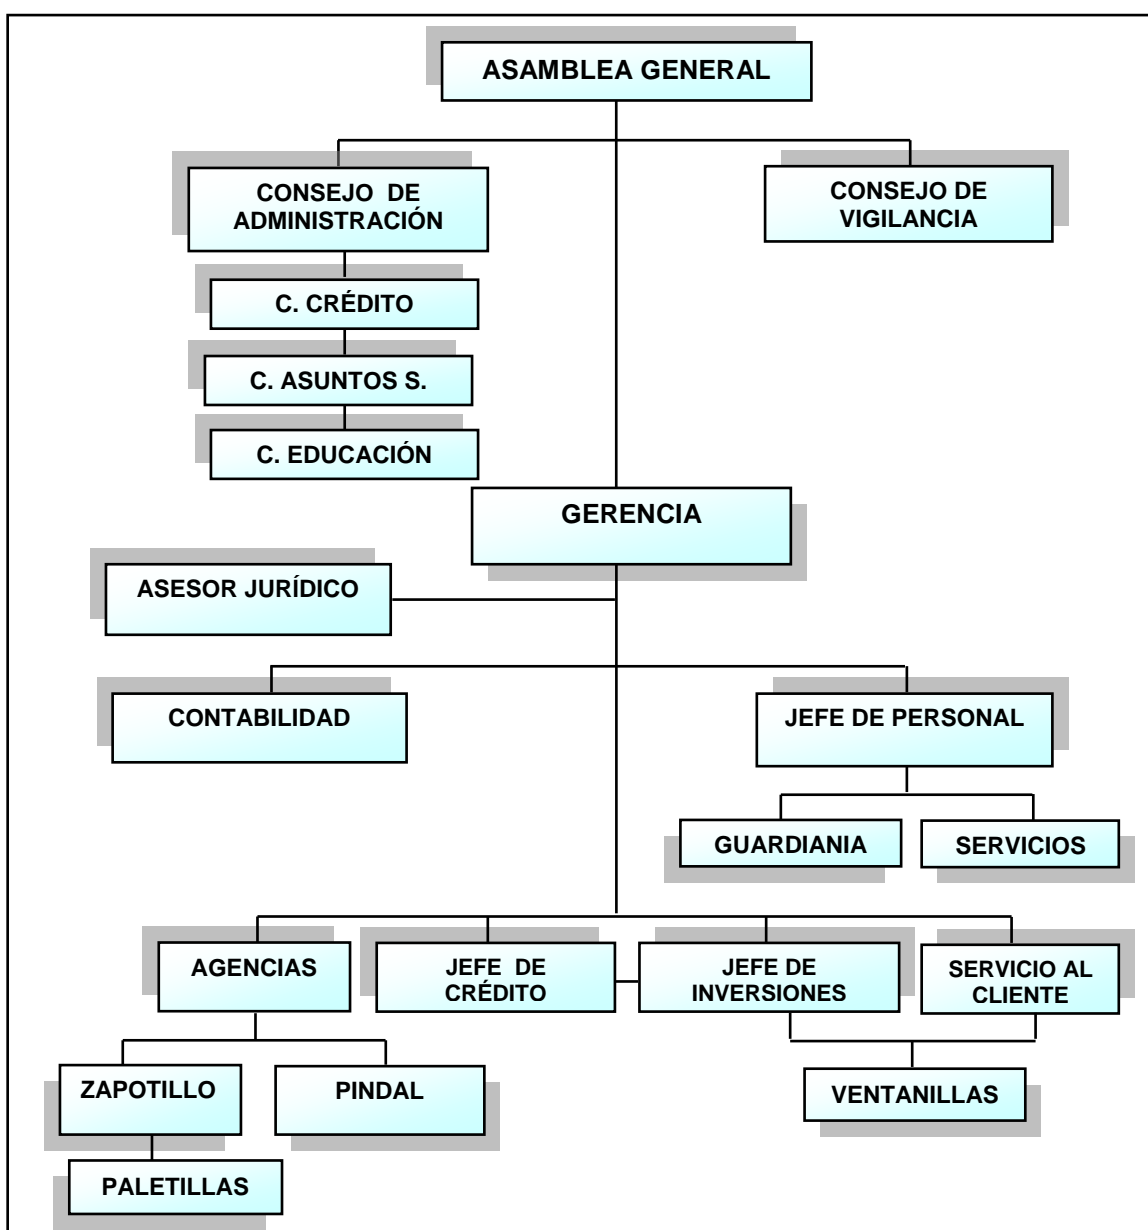 ASAMBLEA GENERAL
CONSEJO DE
ADMINISTRACIÓN
CONSEJO DE
VIGILANCIA
C. CRÉDITO
C. ASUNTOS S.
C. EDUCACIÓN
GERENCIA
ASESOR JURÍDICO
CONTABILIDAD
JEFE DE PERSONAL
GUARDIANIA
SERVICIOS
AGENCIAS
JEFE DE
CRÉDITO
JEFE DE
INVERSIONES
SERVICIO AL
CLIENTE
ZAPOTILLO
PINDAL
VENTANILLAS
PALETILLAS